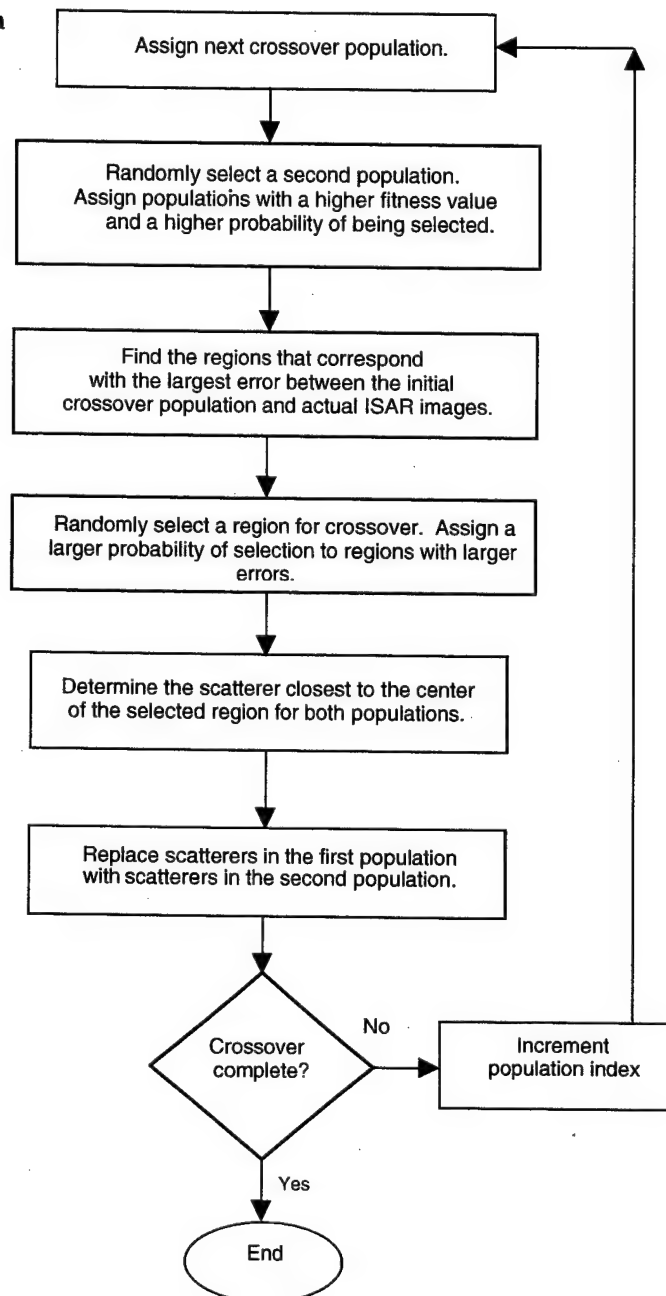 n
Assign next crossover population.
Randomly select a second population.
Assign populations with a higher fitness value
and a higher probability of being selected.
Find the regions that correspond
with the largest error between the initial
crossover population and actual ISAR images.
Randomly select a region for crossover. Assign a
larger probability of selection to regions with larger
errors.
Determine the scatterer closest to the center
of the selected region for both populations.
Replace scatterers in the first population
with scatterers in the second population.
Crossover
complete?
No
Increment
population index
Yes
End